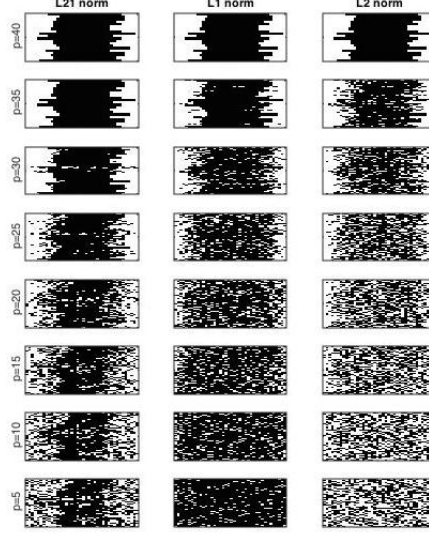 L21 norm L1 norm L2 norm
p=40
p=35
p=30
p=25
p=20
p=15
p=10
p=5